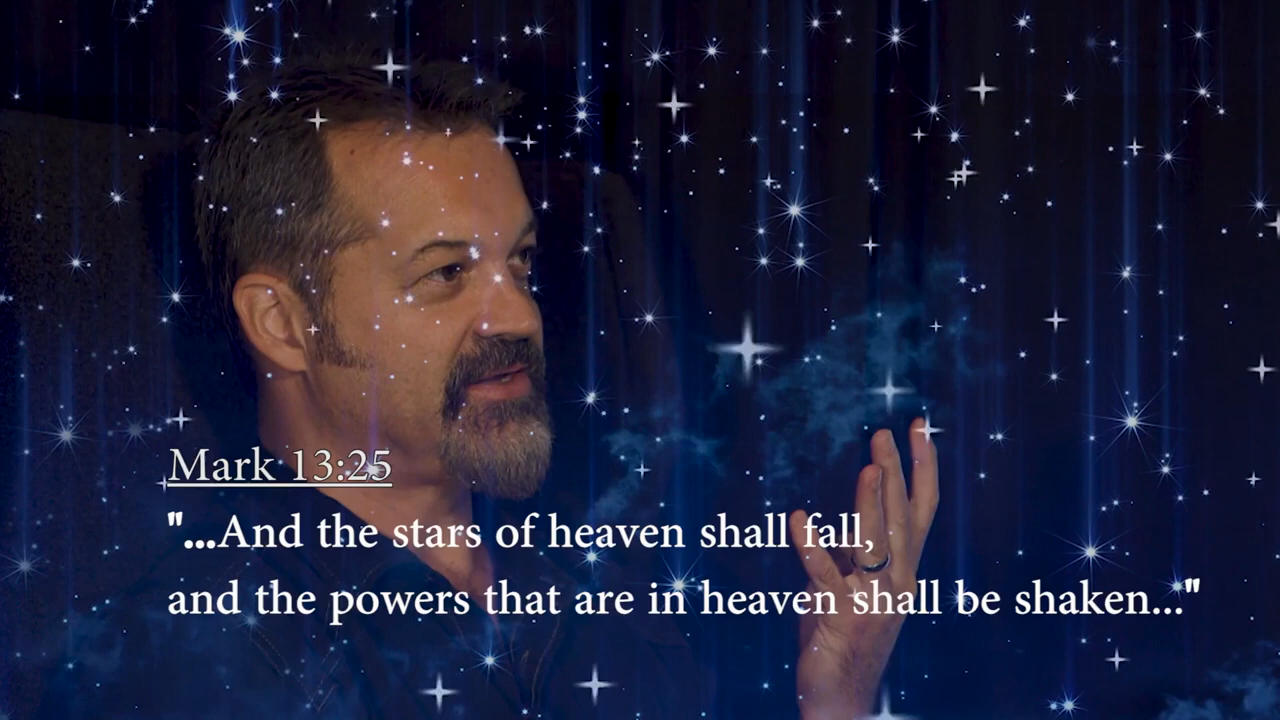 Mark 13:25
"...And the stars of heaven shall fall,
and the powers that are in heaven shall be shaken..."